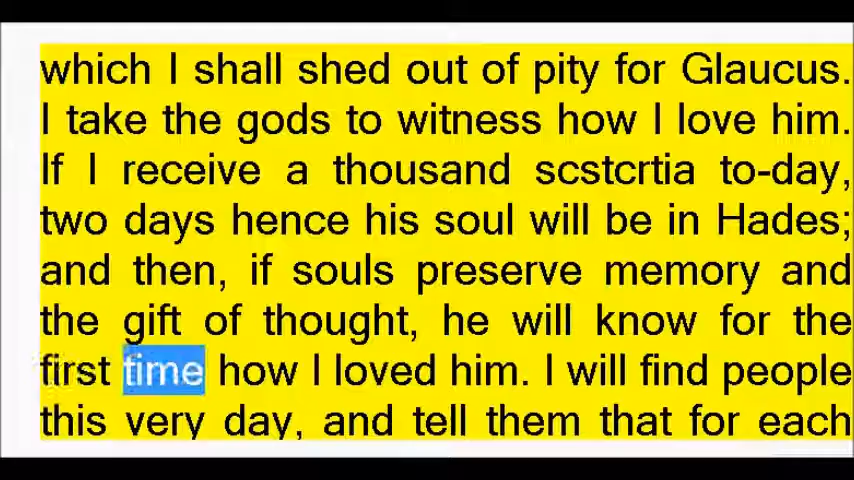 which I shall shed out of pity for Glaucus.
I take the gods to witness how I love him.
If I receive a thousand scstcrtia to-day,
two days hence his soul will be in Hades;
and then, if souls preserve memory and
the gift of thought, he will know for the
first time how I loved him. I will find people
this very day, and tell them that for each